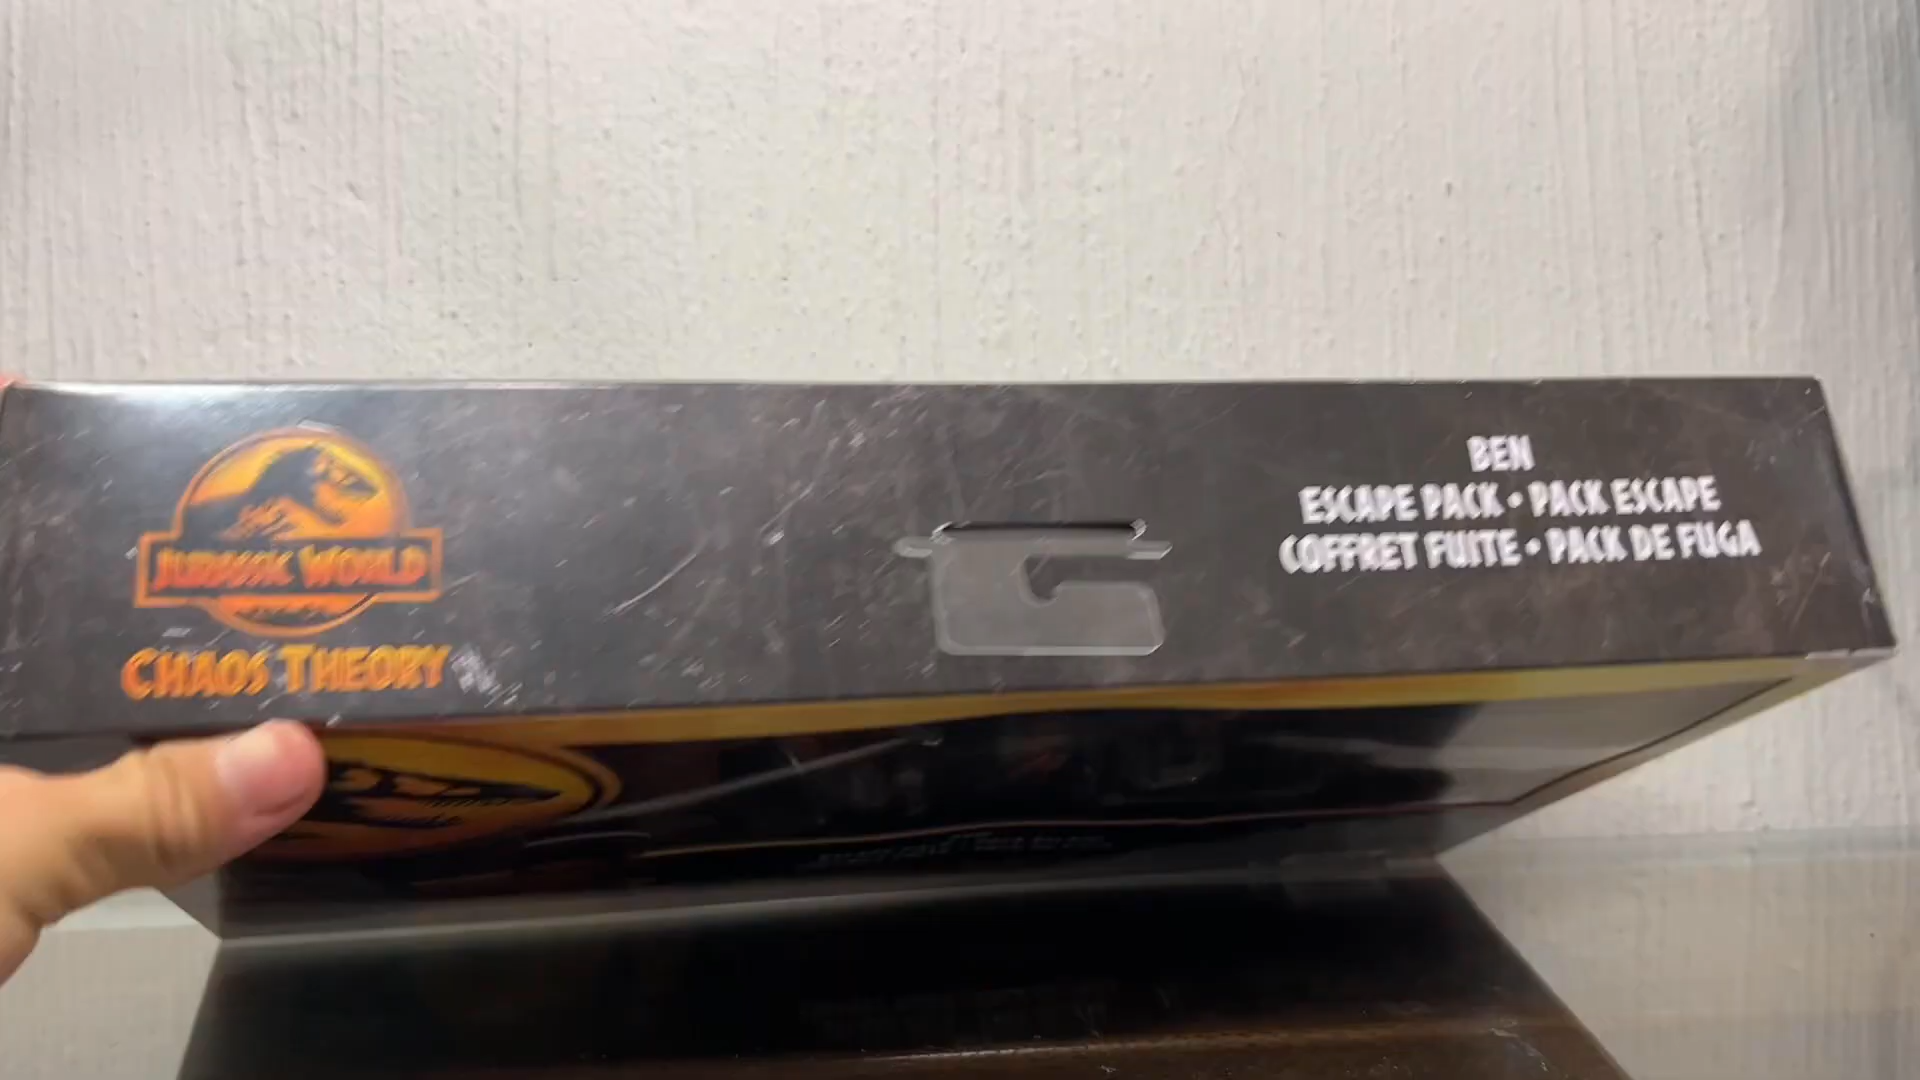 JURASSIC WORLD
CHAOS THEORY
BEN
ESCAPE PACK • PACK ESCAPE
COFFRET FUITE • PACK DE FUGA